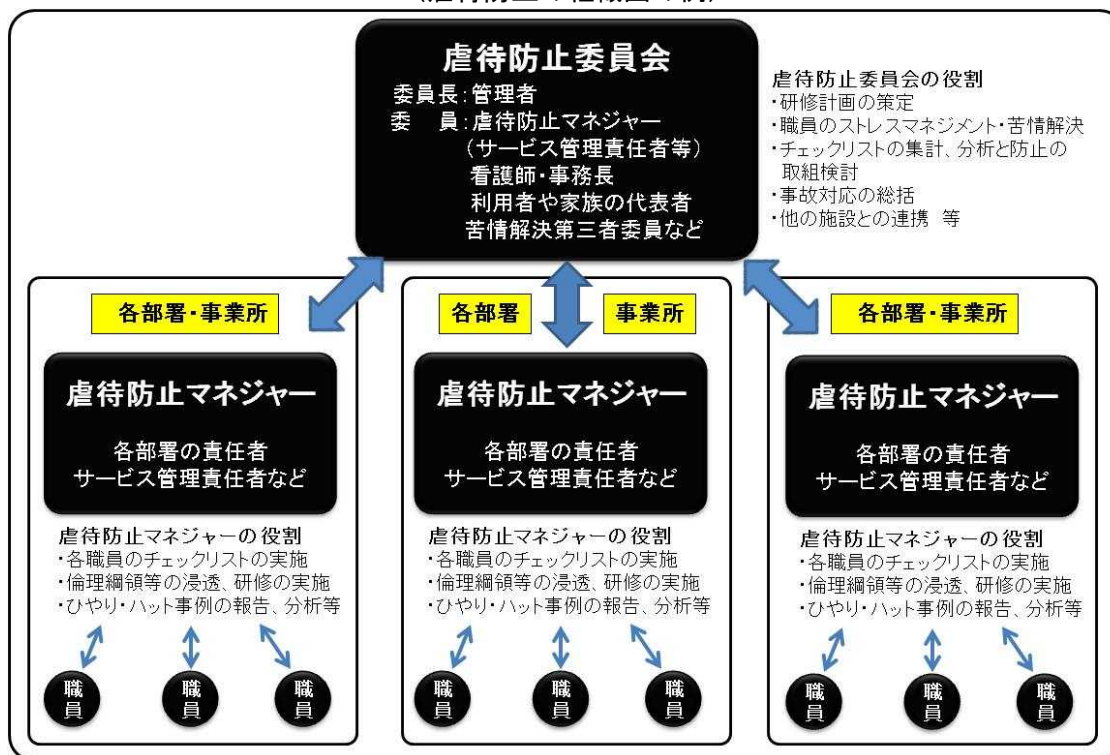 虐待防止委員会
委員長:管理者
委　員:虐待防止マネジャー
(サービス管理責任者等)
看護師・事務長
利用者や家族の代表者
苦情解決第三者委員など
虐待防止委員会の役割
・研修計画の策定
・職員のストレスマネジメント・苦情解決
・チェックリストの集計、分析と防止の
取組検討
・事故対応の総括
・他の施設との連携 等
各部署・事業所
虐待防止マネジャー
各部署の責任者
サービス管理責任者など
虐待防止マネジャーの役割
・各職員のチェックリストの実施
・倫理綱領等の浸透、研修の実施
・ひやり・ハット事例の報告、分析等
職員
職員
職員
各部署
事業所
虐待防止マネジャー
各部署の責任者
サービス管理責任者など
虐待防止マネジャーの役割
・各職員のチェックリストの実施
・倫理綱領等の浸透、研修の実施
・ひやり・ハット事例の報告、分析等
職員
職員
職員
各部署・事業所
虐待防止マネジャー
各部署の責任者
サービス管理責任者など
虐待防止マネジャーの役割
・各職員のチェックリストの実施
・倫理綱領等の浸透、研修の実施
・ひやり・ハット事例の報告、分析等
職員
職員
職員